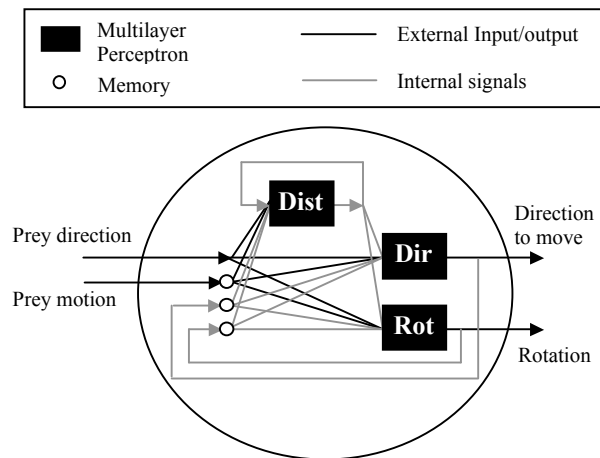 Multilayer
Perceptron
External Input/output
Memory
Internal signals
Dist
Prey direction
Dir
Direction
to move
Prey motion
Rot
Rotation